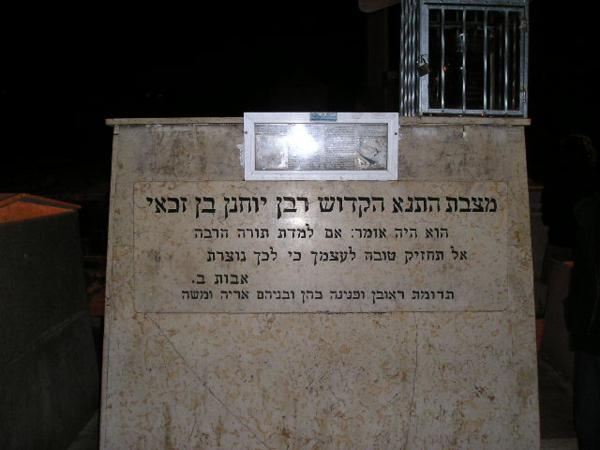 מצבת התנא הקדוש רבן יוחנן בן זכאי
הוא היה אומר: אם למדת תורה הרבה
אל תחזיק טובה לעצמך כי לכך נוצרת
אבות ב.
תרומת ראובן ופנינה כהן ובניהם אריה ומשה